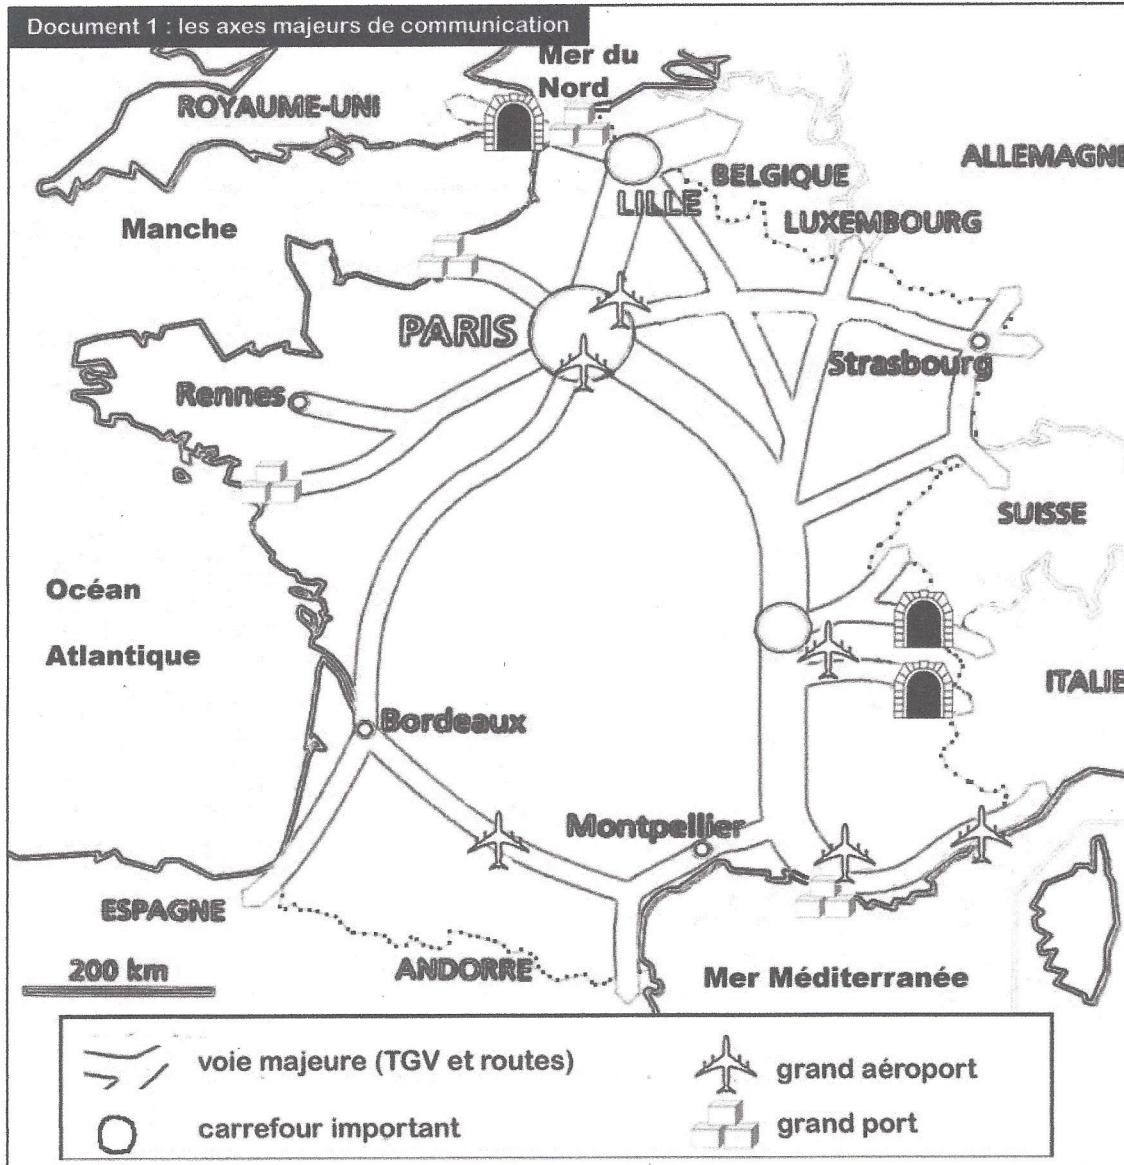 Document 1 : les axes majeurs de communication
Mer du
Nord
ROYAUME-UNI
ALLEMAGNE
BELGIQUE
LILLE
LUXEMBOURG
Manche
PARIS
Strasbourg
Rennes
SUISSE
Océan
Atlantique
ITALIE
Bordeaux
Montpellier
ESPAGNE
ANDORRE
200 km
Mer Méditerranée
voie majeure (TGV et routes)
grand aéroport
carrefour important
grand port